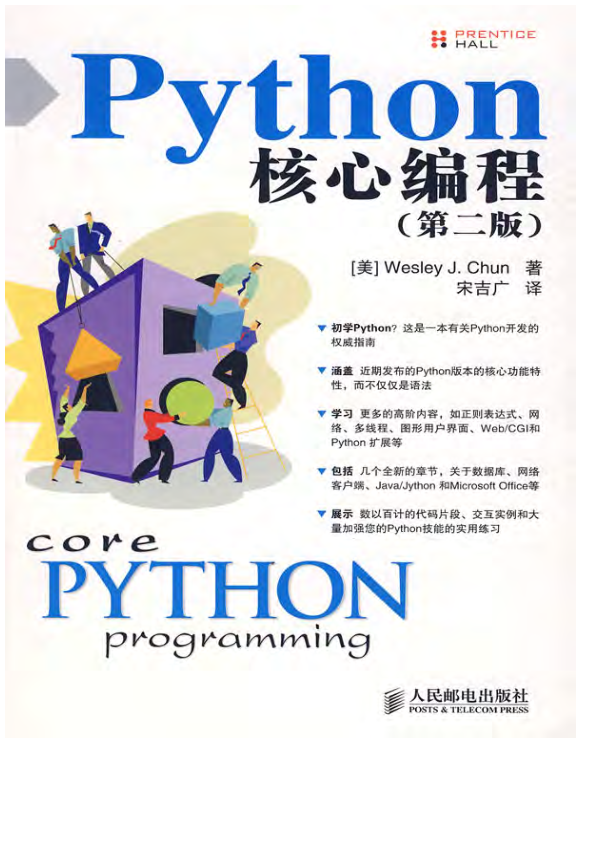 PRENTICE
HALL
Python
核心编程
（第二版）
[美] Wesley J. Chun 著
宋吉广 译
▼ 初学Python？这是一本有关Python开发的
权威指南
▼ 涵盖 近期发布的Python版本的核心功能特
性，而不仅仅是语法
▼ 学习 更多的高阶内容，如正则表达式、网
络、多线程、图形用户界面、Web/CGI和
Python 扩展等
▼ 包括 几个全新的章节，关于数据库、网络
客户端、Java/Jython 和Microsoft Office等
▼ 展示 数以百计的代码片段、交互实例和大
量加强您的Python技能的实用练习
core
PYTHON
programming
人民邮电出版社
POSTS & TELECOM PRESS